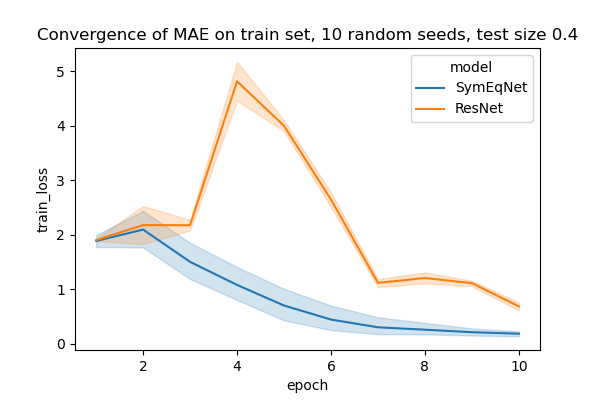 Convergence of MAE on train set, 10 random seeds, test size 0.4
model
SymEqNet
ResNet
train_loss
5
4
3
2
1
0
2 4 6 8 10
epoch